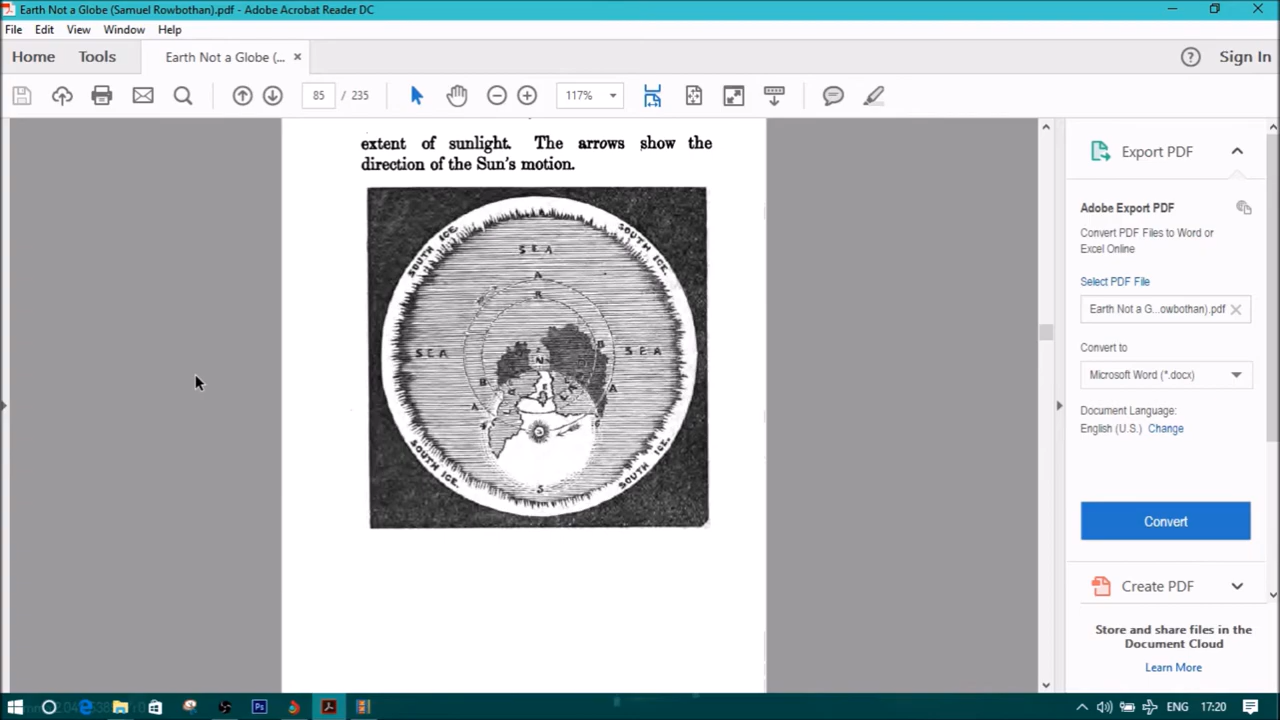 Earth Not a Globe (Samuel Rowbothan).pdf - Adobe Acrobat Reader DC
File Edit View Window Help
Home Tools Earth Not a Globe (... × Sign In
85 / 235 117%
extent of sunlight. The arrows show the
direction of the Sun's motion.
SOUTH ICE.
SOUTH ICE.
SEA
A
B
SEA
SEA
N
B
B
A
A
S
SOUTH ICE.
SOUTH ICE.
Export PDF
Adobe Export PDF
Convert PDF Files to Word or
Excel Online
Select PDF File
Earth Not a G...owbothan).pdf
Convert to
Microsoft Word (*.docx)
Document Language:
English (U.S.) Change
Convert
Create PDF
Store and share files in the
Document Cloud
Learn More
Ps
ENG 17:20